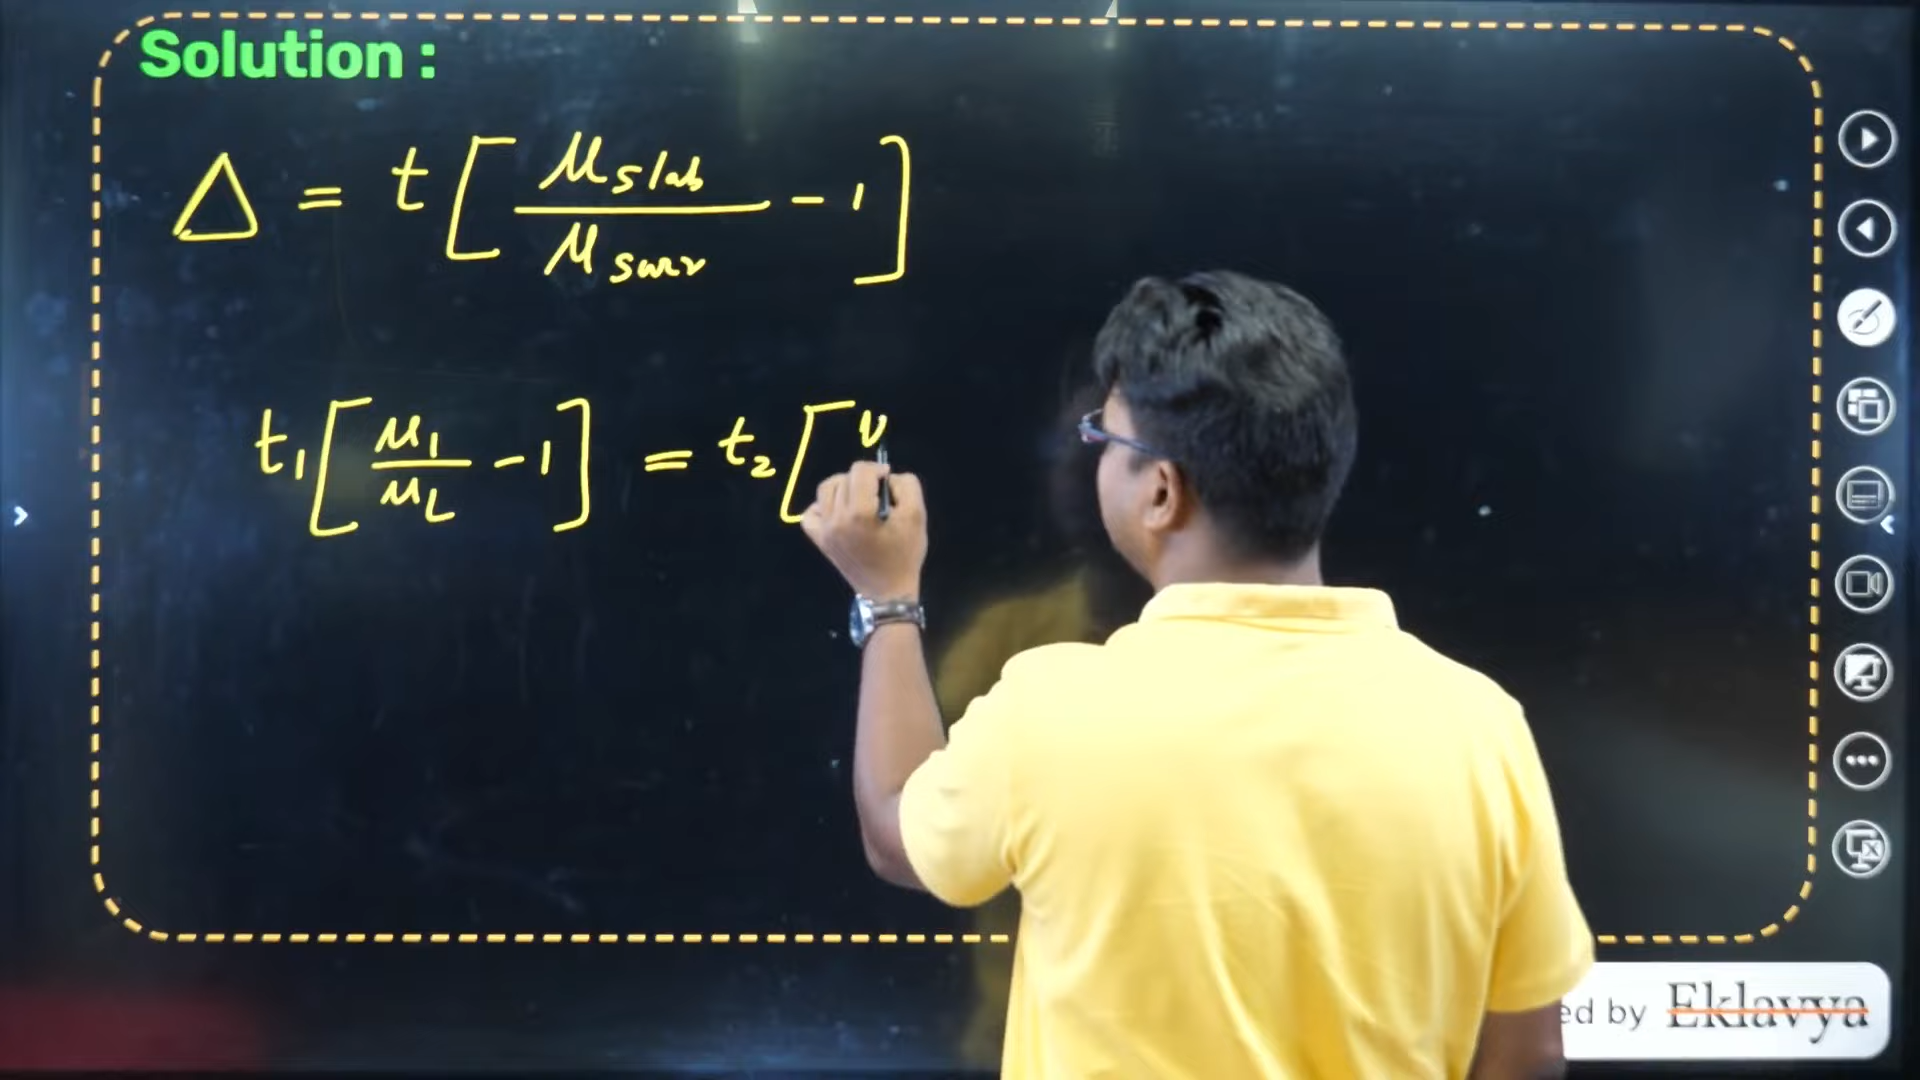 Solution :
Δ = t [ μslab / μsurr - 1 ]
t₁ [ μ₁ / μL - 1 ] = t₂ [
ed by Eklavya